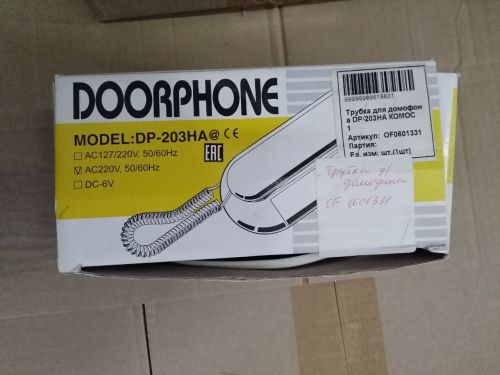 DOORPHONE
MODEL:DP-203HA@ CE
AC127/220V, 50/60Hz
AC220V, 50/60Hz
DC-6V
EAC
Трубка для домофон
а DP-203HA КОМОС
1
Артикул: OF0601331
Партия:
Ед. изм: шт.(1шт)
Трубка д/
домофона
OF 0601331